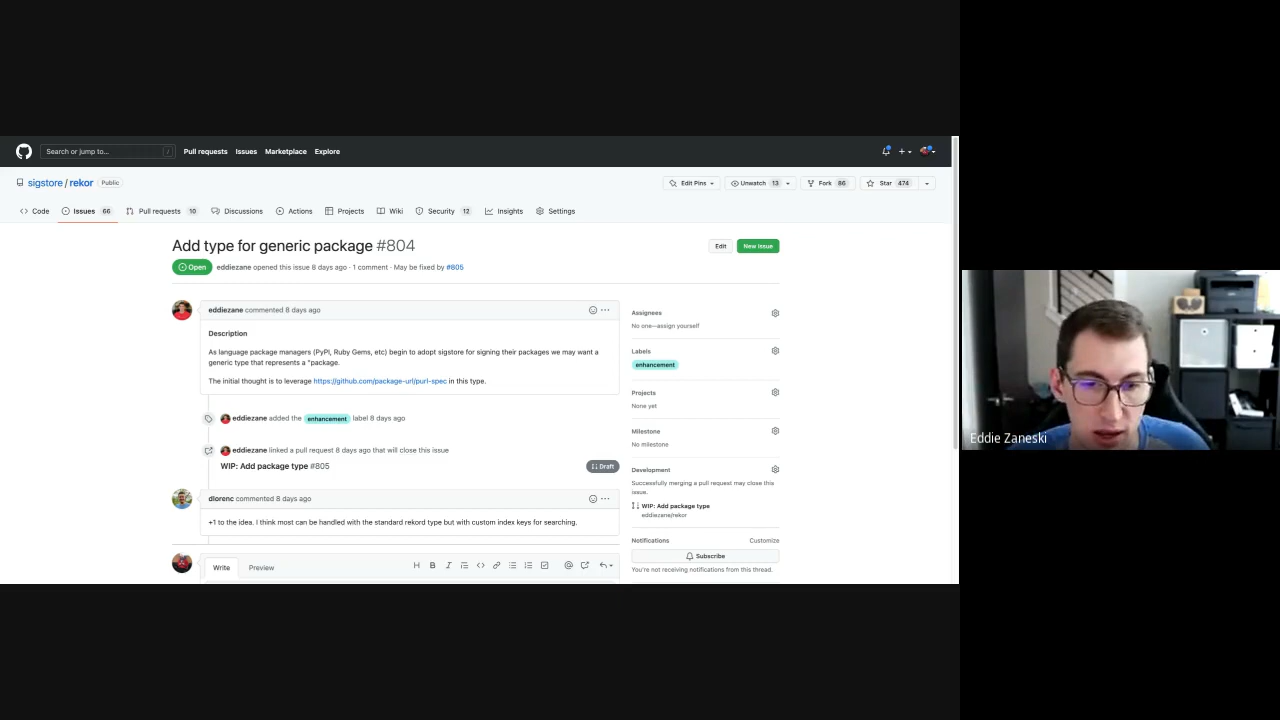 Search or jump to... /
Pull requests Issues Marketplace Explore
sigstore / rekor Public
Edit Pins Unwatch 13 Fork 86 Star 474
Code Issues 66 Pull requests 10 Discussions Actions Projects Wiki Security 12 Insights Settings
Add type for generic package #804
Edit New issue
Open eddiezane opened this issue 8 days ago · 1 comment · May be fixed by #805
eddiezane commented 8 days ago
Description
As language package managers (PyPI, Ruby Gems, etc) begin to adopt sigstore for signing their packages we may want a
generic type that represents a "package.
The initial thought is to leverage https://github.com/package-url/purl-spec in this type.
eddiezane added the enhancement label 8 days ago
eddiezane linked a pull request 8 days ago that will close this issue
WIP: Add package type #805
Draft
dlorenc commented 8 days ago
+1 to the idea. I think most can be handled with the standard rekord type but with custom index keys for searching.
Write Preview
Assignees
No one—assign yourself
Labels
enhancement
Projects
None yet
Milestone
No milestone
Development
Successfully merging a pull request may close this
issue.
WIP: Add package type
eddiezane/rekor
Notifications Customize
Subscribe
You're not receiving notifications from this thread.
Eddie Zaneski